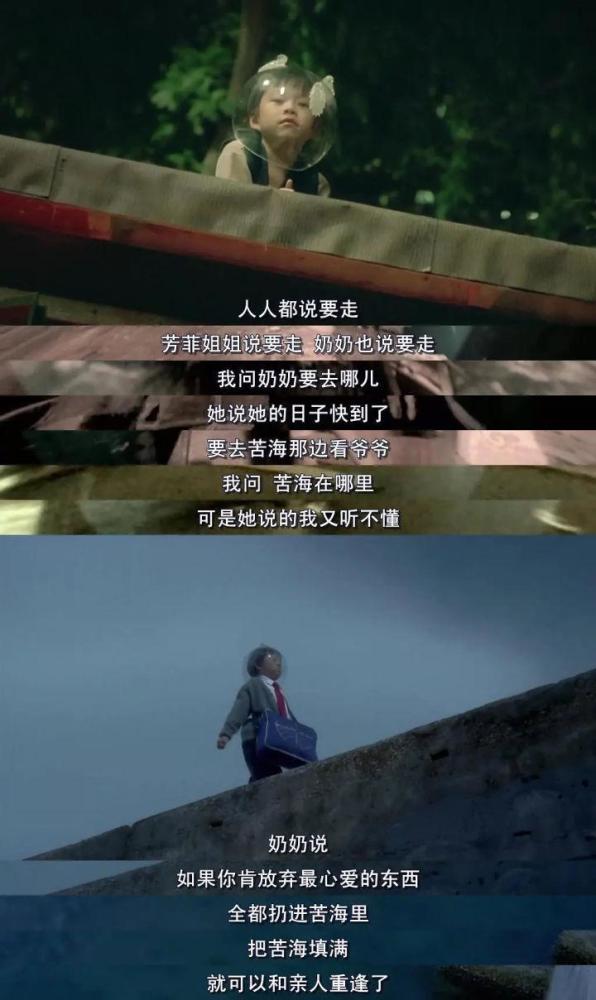 人人都说要走
芳菲姐姐说要走 奶奶也说要走
我问奶奶要去哪儿
她说她的日子快到了
要去苦海那边看爷爷
我问 苦海在哪里
可是她说的我又听不懂
奶奶说
如果你肯放弃最心爱的东西
全都扔进苦海里
把苦海填满
就可以和亲人重逢了